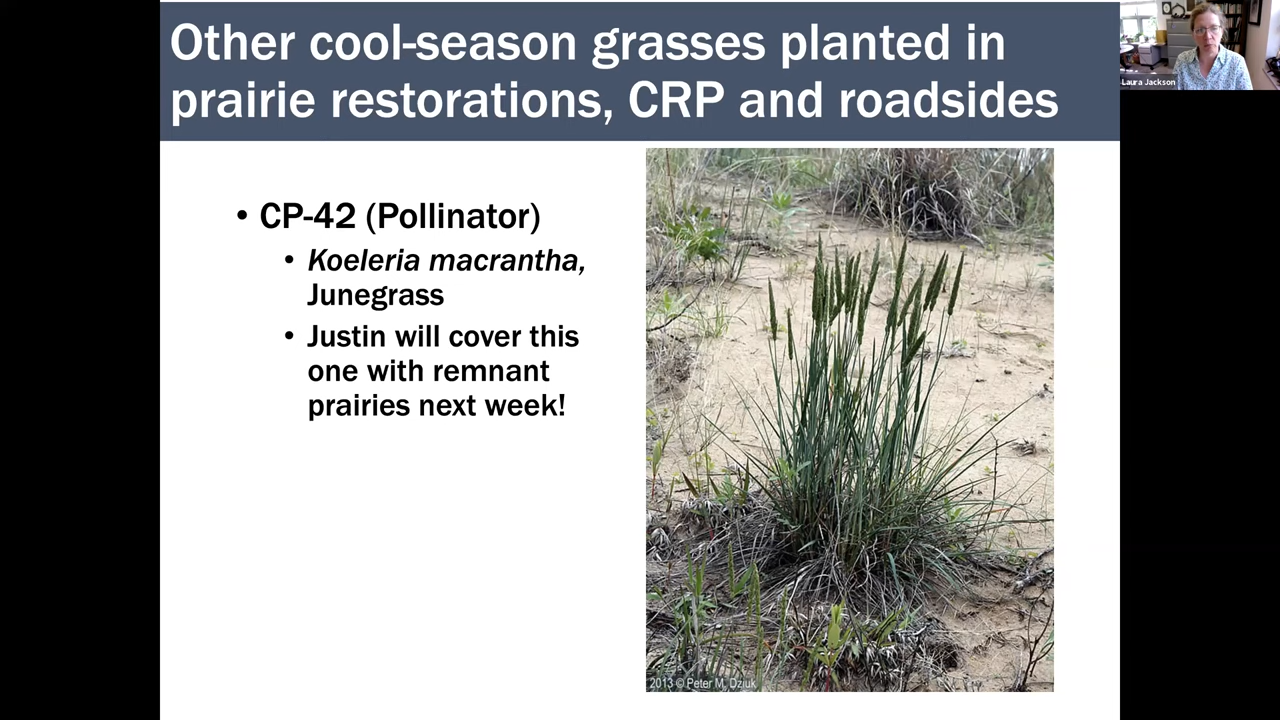 Other cool-season grasses planted in
prairie restorations, CRP and roadsides
Laura Jackson
• CP-42 (Pollinator)
• Koeleria macrantha,
Junegrass
• Justin will cover this
one with remnant
prairies next week!
2013 © Peter M. Dziuk